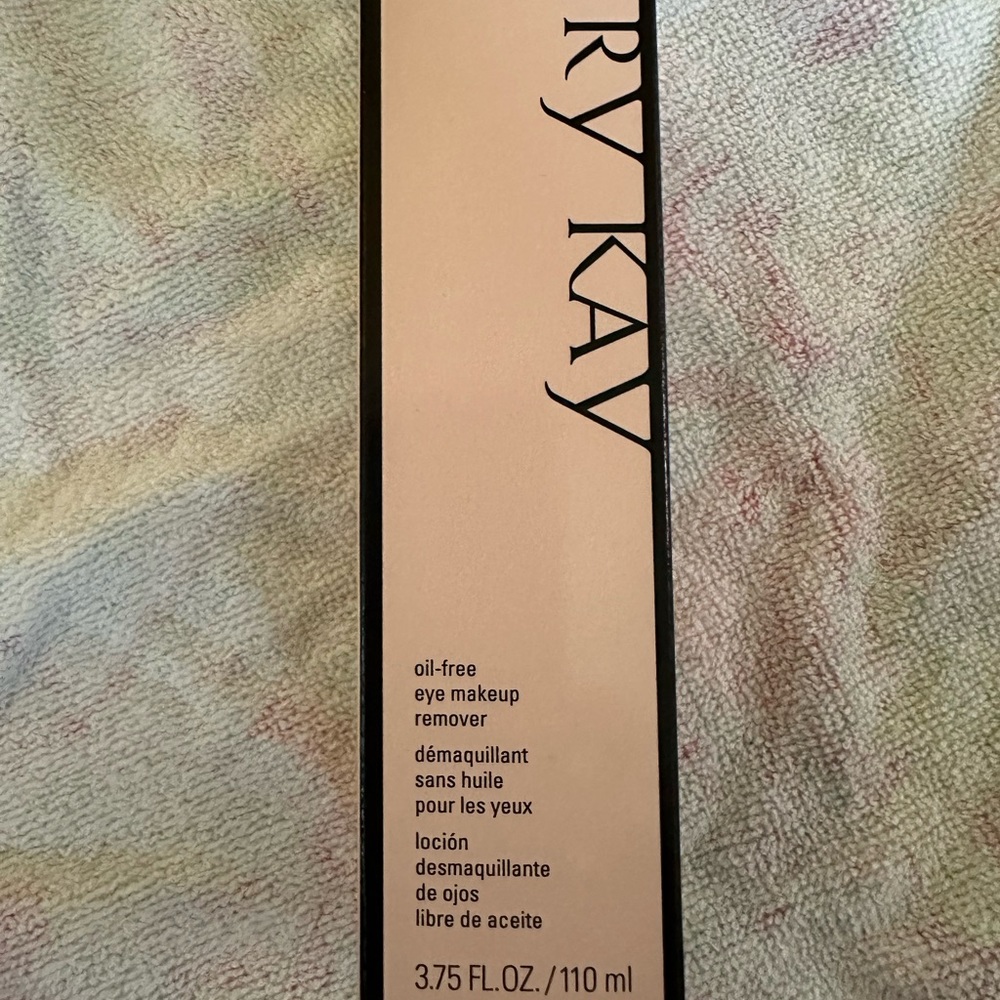 RY KAY
oil-free
eye makeup
remover
démaquillant
sans huile
pour les yeux
loción
desmaquillante
de ojos
libre de aceite
3.75 FL.OZ./110 ml